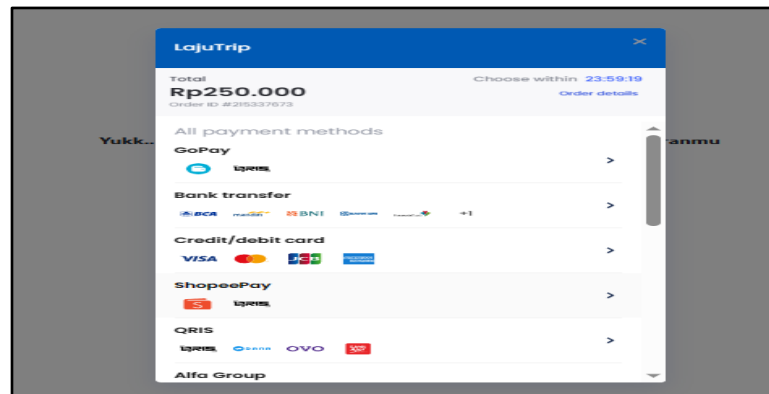 LajuTrip ×
Total Choose within 23:59:19
Rp250.000 Order details
Order ID #215337673
Yukk.. ranmu
All payment methods
GoPay >
QRIS
Bank transfer >
BCA mandiri BNI +1
Credit/debit card >
VISA JCB
ShopeePay >
S QRIS
QRIS >
QRIS DANA OVO
Alfa Group